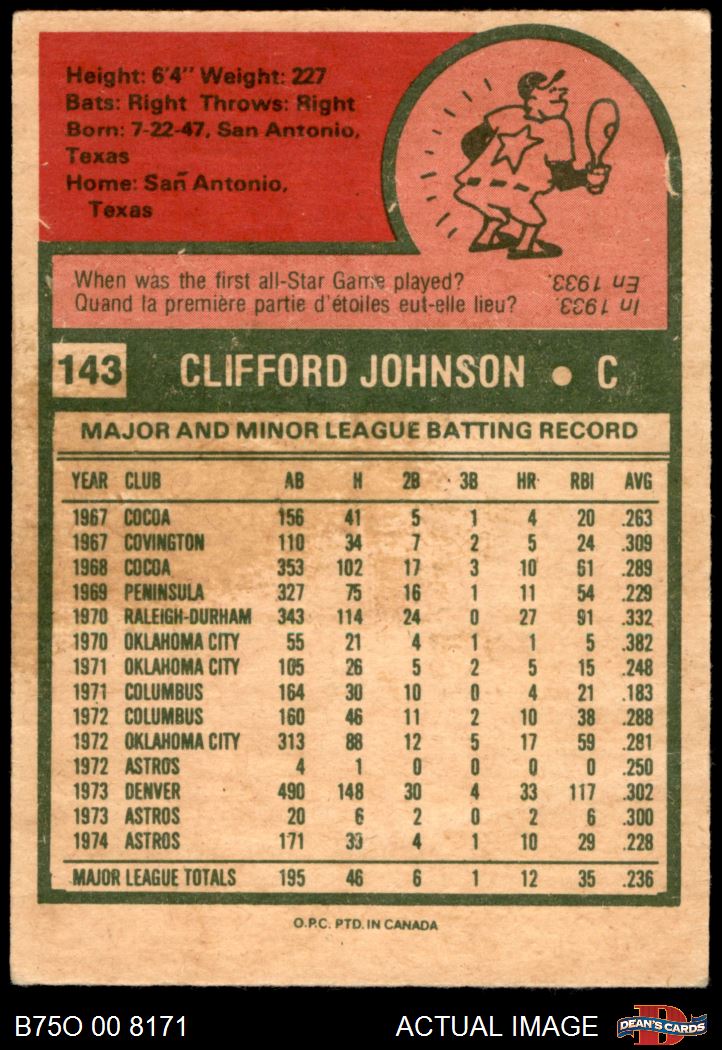 Height: 6'4" Weight: 227
Bats: Right Throws: Right
Born: 7-22-47, San Antonio,
Texas
Home: San Antonio,
Texas
When was the first all-Star Game played?
Quand la première partie d'étoiles eut-elle lieu?
In 1933.
En 1933.
143 CLIFFORD JOHNSON • C
MAJOR AND MINOR LEAGUE BATTING RECORD
YEAR CLUB AB H 2B 3B HR RBI AVG
1967 COCOA 156 41 5 1 4 20 .263
1967 COVINGTON 110 34 7 2 5 24 .309
1968 COCOA 353 102 17 3 10 61 .289
1969 PENINSULA 327 75 16 1 11 54 .229
1970 RALEIGH-DURHAM 343 114 24 0 27 91 .332
1970 OKLAHOMA CITY 55 21 4 1 1 5 .382
1971 OKLAHOMA CITY 105 26 5 2 5 15 .248
1971 COLUMBUS 164 30 10 0 4 21 .183
1972 COLUMBUS 160 46 11 2 10 38 .288
1972 OKLAHOMA CITY 313 88 12 5 17 59 .281
1972 ASTROS 4 1 0 0 0 0 .250
1973 DENVER 490 148 30 4 33 117 .302
1973 ASTROS 20 6 2 0 2 6 .300
1974 ASTROS 171 39 4 1 10 29 .228
MAJOR LEAGUE TOTALS 195 46 6 1 12 35 .236
O.P.C. PTD. IN CANADA
B75O 00 8171 ACTUAL IMAGE DEAN'S CARDS